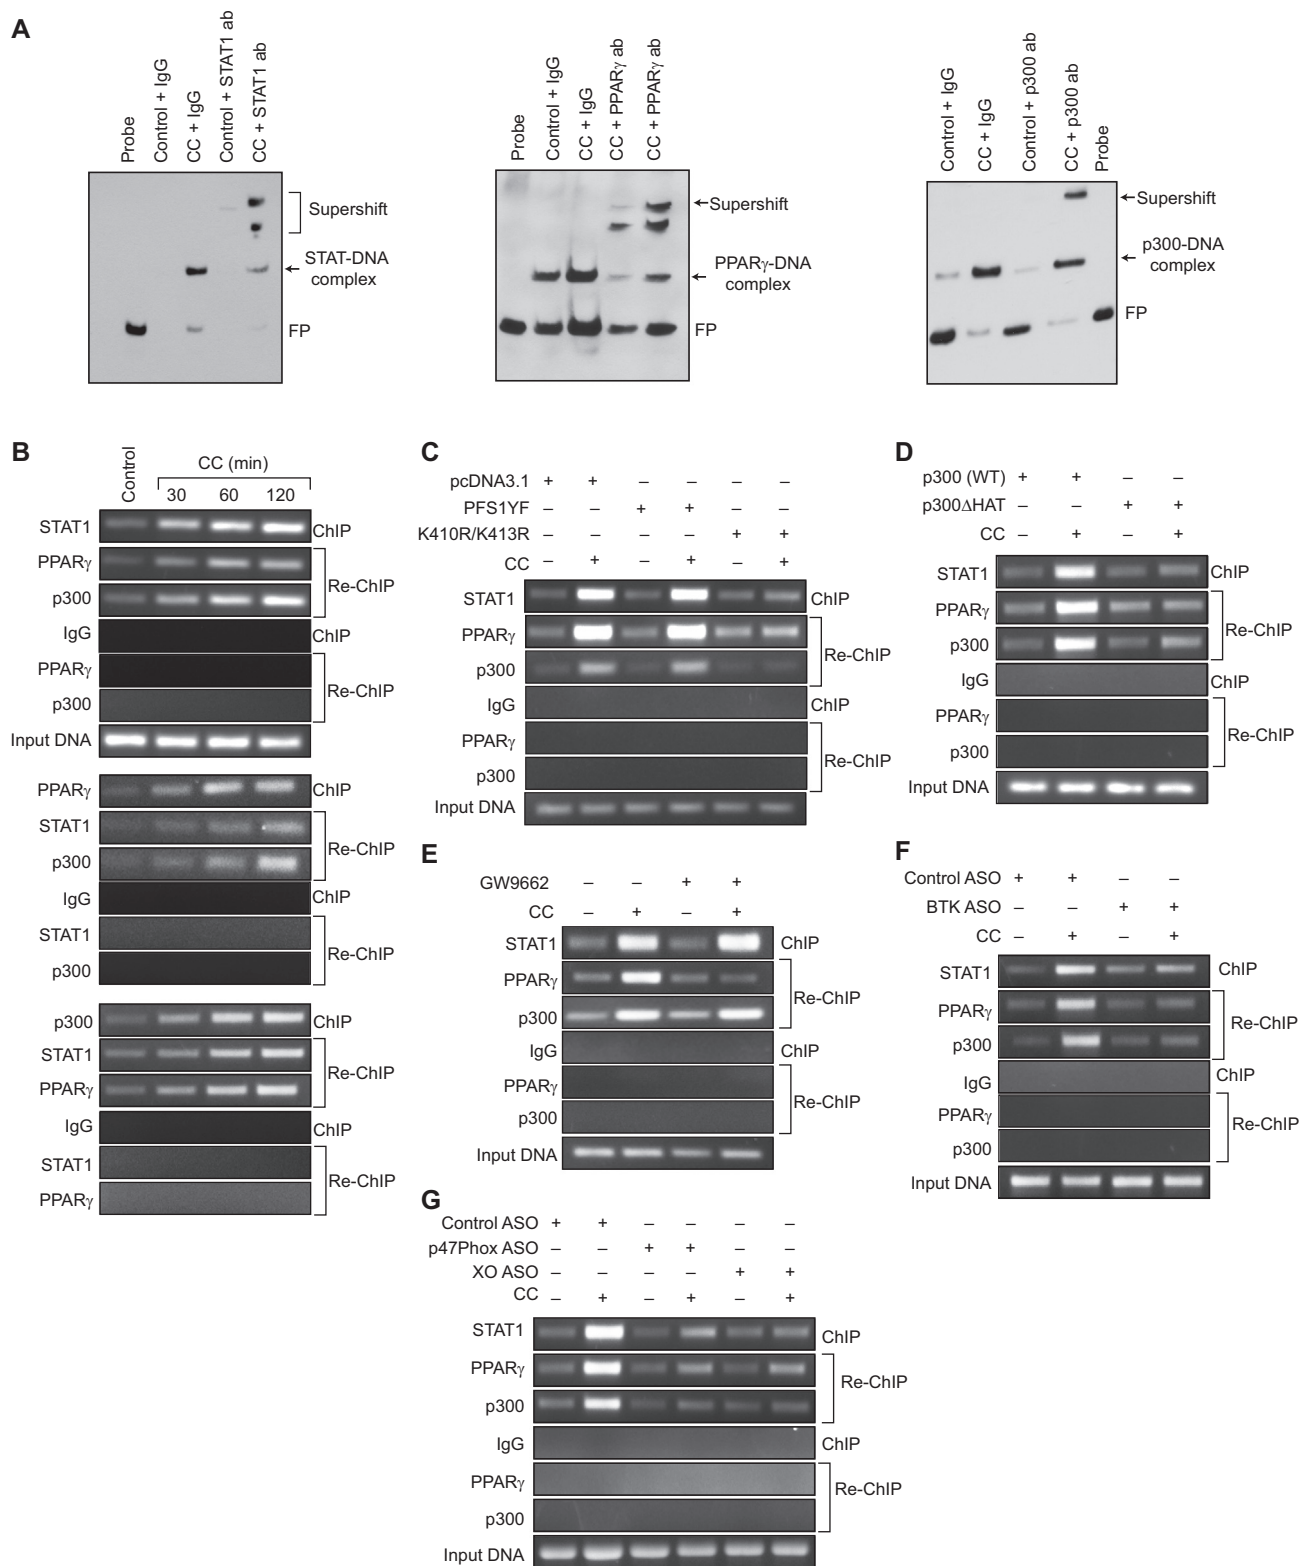 A
Probe
Control + IgG
CC + IgG
Control + STAT1 ab
CC + STAT1 ab
Supershift
STAT-DNA
complex
FP
Probe
Control + IgG
CC + IgG
CC + PPARγ ab
CC + PPARγ ab
Supershift
PPARγ-DNA
complex
FP
Control + IgG
CC + IgG
Control + p300 ab
CC + p300 ab
Probe
Supershift
p300-DNA
complex
FP
B
Control
CC (min)
30 60 120
STAT1 ChIP
PPARγ
Re-ChIP
p300
IgG ChIP
PPARγ
Re-ChIP
p300
Input DNA
PPARγ ChIP
STAT1
Re-ChIP
p300
IgG ChIP
STAT1
Re-ChIP
p300
p300 ChIP
STAT1
Re-ChIP
PPARγ
IgG ChIP
STAT1
Re-ChIP
PPARγ
C
pcDNA3.1 + + – – – –
PFS1YF – – + + – –
K410R/K413R – – – – + +
CC – + – + – +
STAT1 ChIP
PPARγ
Re-ChIP
p300
IgG ChIP
PPARγ
Re-ChIP
p300
Input DNA
D
p300 (WT) + + – –
p300ΔHAT – – + +
CC – + – +
STAT1 ChIP
PPARγ
Re-ChIP
p300
IgG ChIP
PPARγ
Re-ChIP
p300
Input DNA
E
GW9662 – – + +
CC – + – +
STAT1 ChIP
PPARγ
Re-ChIP
p300
IgG ChIP
PPARγ
Re-ChIP
p300
Input DNA
F
Control ASO + + – –
BTK ASO – – + +
CC – + – +
STAT1 ChIP
PPARγ
Re-ChIP
p300
IgG ChIP
PPARγ
Re-ChIP
p300
Input DNA
G
Control ASO + + – – – –
p47Phox ASO – – + + – –
XO ASO – – – – + +
CC – + – + – +
STAT1 ChIP
PPARγ
Re-ChIP
p300
IgG ChIP
PPARγ
Re-ChIP
p300
Input DNA